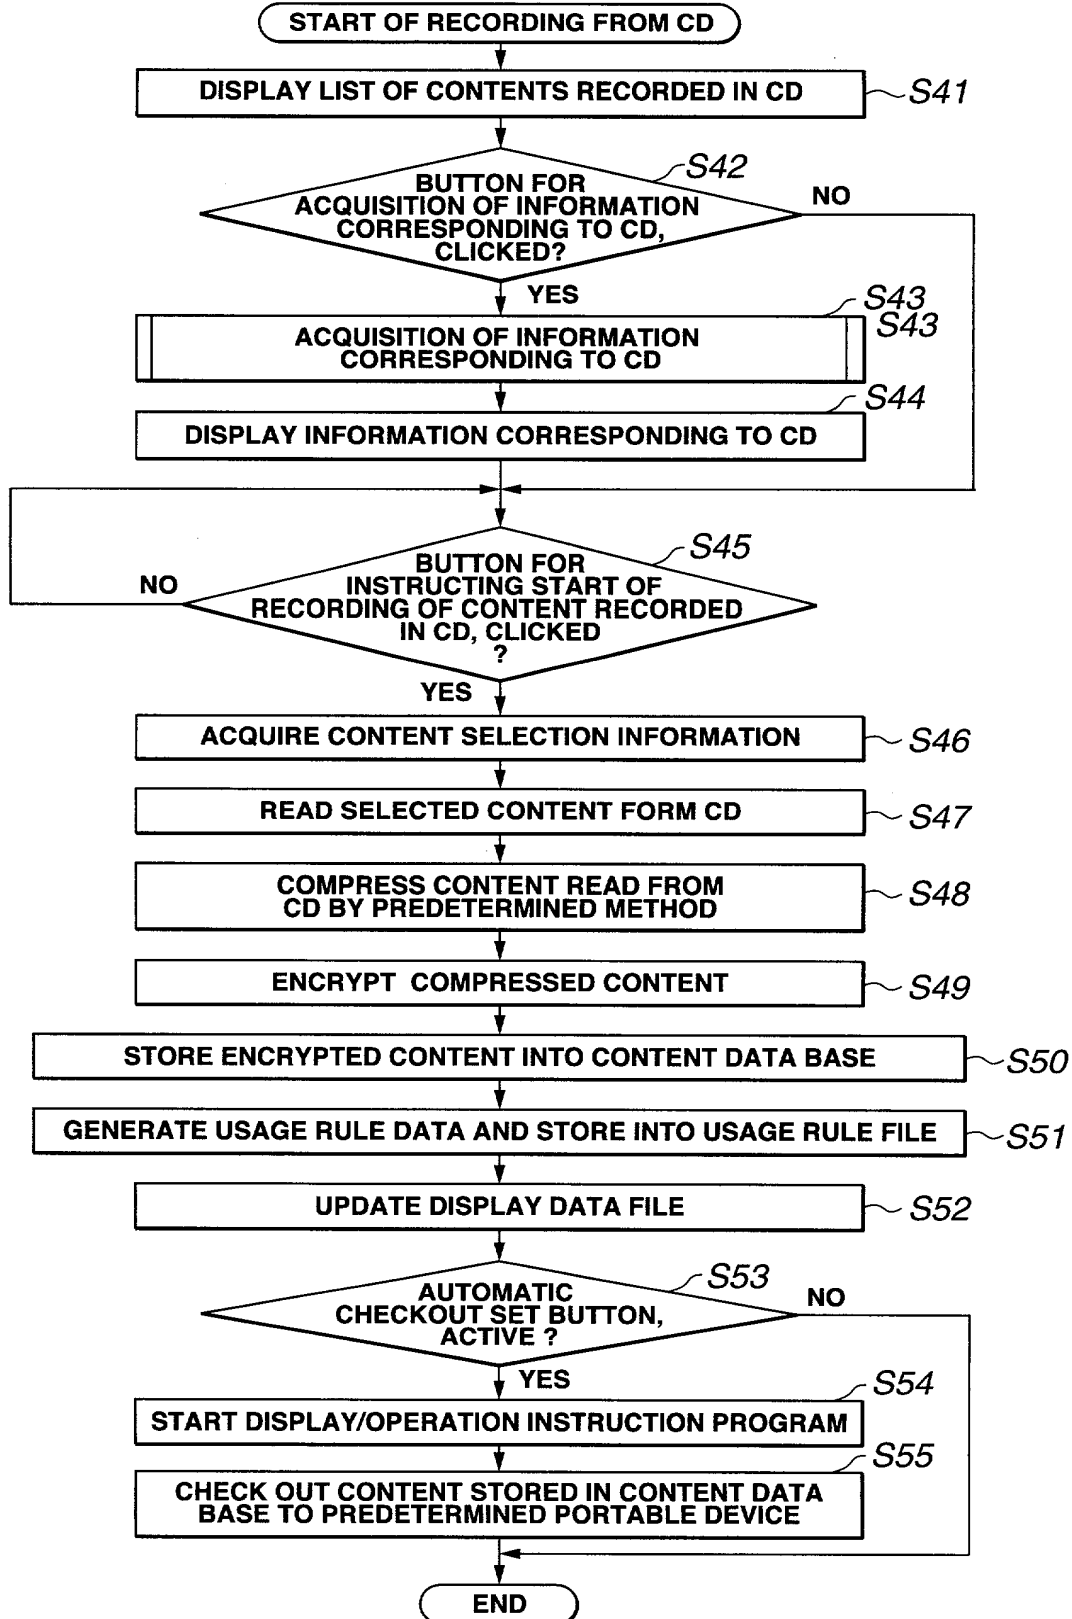 START OF RECORDING FROM CD
DISPLAY LIST OF CONTENTS RECORDED IN CD
S41
S42
BUTTON FOR
ACQUISITION OF INFORMATION
CORRESPONDING TO CD,
CLICKED?
NO
YES
S43
S43
ACQUISITION OF INFORMATION
CORRESPONDING TO CD
S44
DISPLAY INFORMATION CORRESPONDING TO CD
S45
BUTTON FOR
INSTRUCTING START OF
RECORDING OF CONTENT RECORDED
IN CD, CLICKED
?
NO
YES
ACQUIRE CONTENT SELECTION INFORMATION
S46
READ SELECTED CONTENT FORM CD
S47
COMPRESS CONTENT READ FROM
CD BY PREDETERMINED METHOD
S48
ENCRYPT COMPRESSED CONTENT
S49
STORE ENCRYPTED CONTENT INTO CONTENT DATA BASE
S50
GENERATE USAGE RULE DATA AND STORE INTO USAGE RULE FILE
S51
UPDATE DISPLAY DATA FILE
S52
S53
AUTOMATIC
CHECKOUT SET BUTTON,
ACTIVE ?
NO
YES
S54
START DISPLAY/OPERATION INSTRUCTION PROGRAM
S55
CHECK OUT CONTENT STORED IN CONTENT DATA
BASE TO PREDETERMINED PORTABLE DEVICE
END